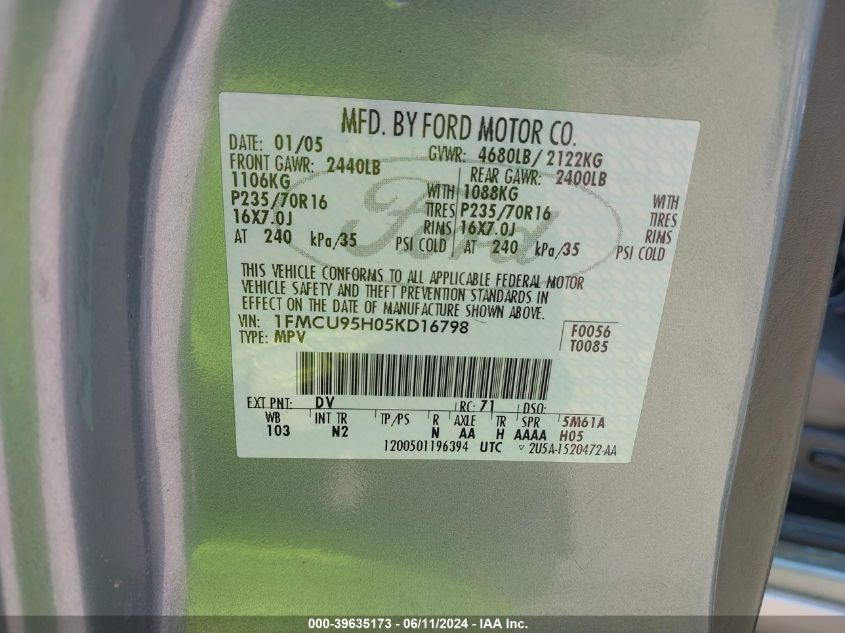 MFD. BY FORD MOTOR CO.
DATE: 01/05 GVWR: 4680LB/ 2122KG
FRONT GAWR: 2440LB REAR GAWR: 2400LB
1106KG WITH 1088KG WITH
P235/70R16 TIRES P235/70R16 TIRES
16X7.0J RIMS 16X7.0J RIMS
AT 240 kPa/35 PSI COLD AT 240 kPa/35 PSI COLD
Ford
THIS VEHICLE CONFORMS TO ALL APPLICABLE FEDERAL MOTOR
VEHICLE SAFETY AND THEFT PREVENTION STANDARDS IN
EFFECT ON THE DATE OF MANUFACTURE SHOWN ABOVE.
VIN: 1FMCU95H05KD16798 F0056
TYPE: MPV T0085
EXT PNT: DV RC: 71 DSO:
WB INT TR TP/PS R AXLE TR SPR 5M61A
103 N2 N AA H AAAA H05
1200501196394 UTC ▽ 2U5A-1520472-AA
000-39635173 - 06/11/2024 - IAA Inc.